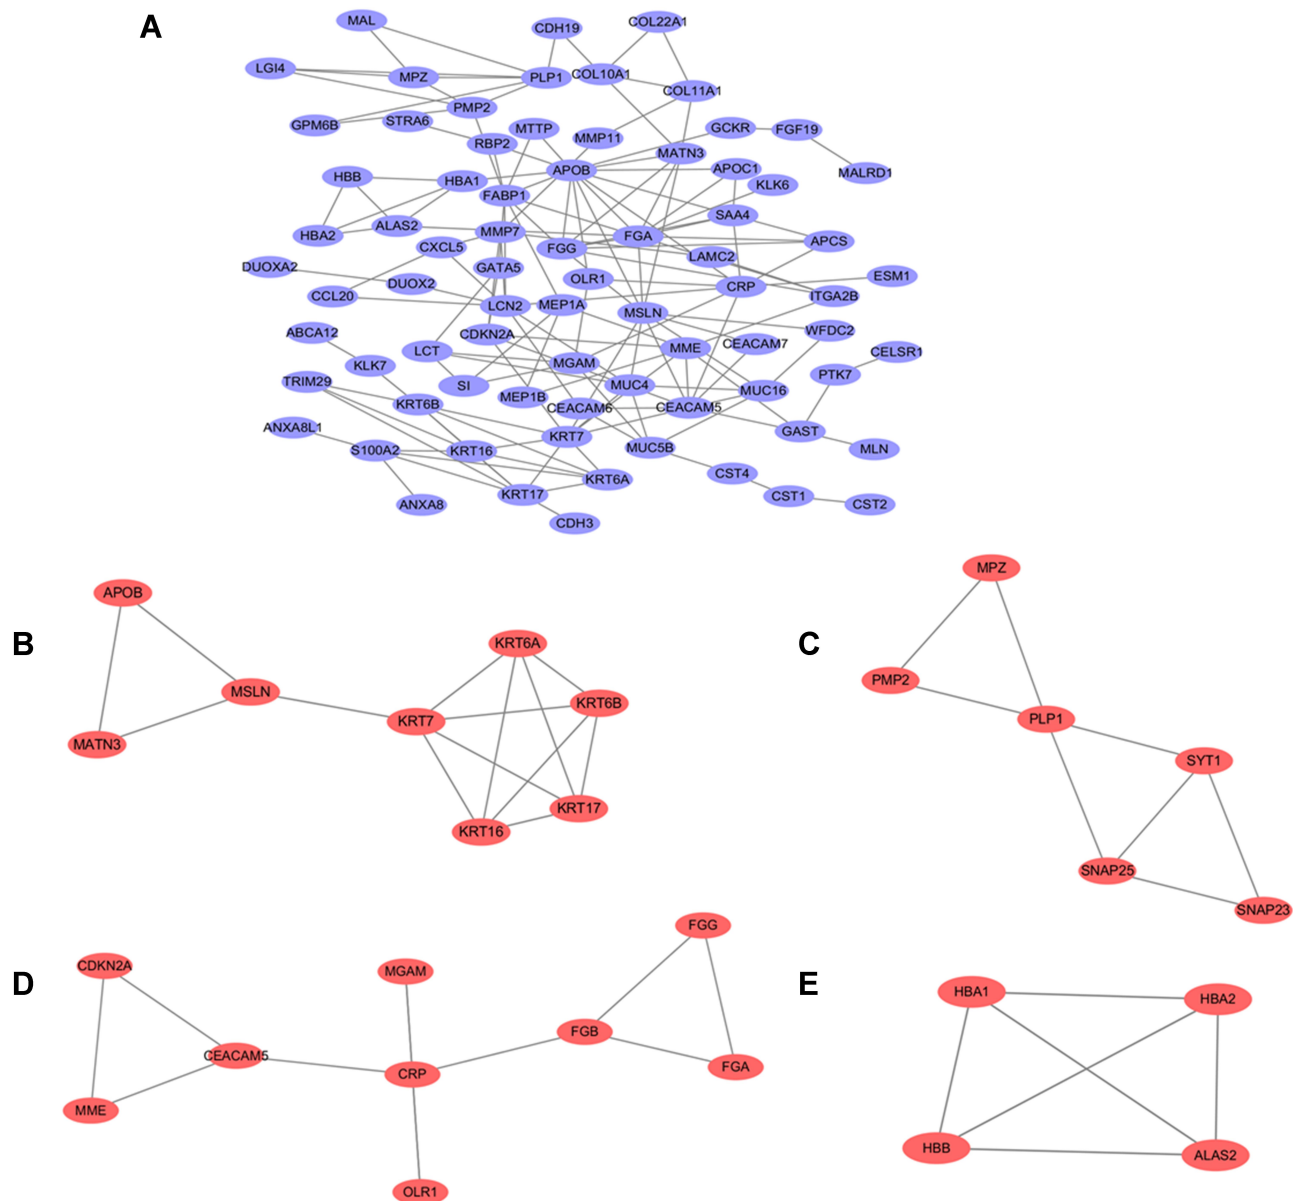 A
MAL
CDH19
COL22A1
LGI4
MPZ
PLP1
COL10A1
COL11A1
PMP2
GPM6B
STRA6
MTTP
MMP11
GCKR
FGF19
RBP2
MATN3
MALRD1
APOB
APOC1
HBB
HBA1
KLK6
FABP1
SAA4
HBA2
ALAS2
MMP7
CXCL5
FGG
FGA
APCS
LAMC2
DUOXA2
GATA5
DUOX2
OLR1
CRP
ESM1
CCL20
LCN2
MEP1A
ITGA2B
MSLN
ABCA12
CDKN2A
WFDC2
CEACAM7
LCT
MME
CELSR1
KLK7
MGAM
PTK7
TRIM29
SI
MUC4
MUC16
KRT6B
MEP1B
CEACAM6
CEACAM5
ANXA8L1
KRT7
GAST
S100A2
KRT16
MUC5B
MLN
KRT6A
CST4
KRT17
CST1
ANXA8
CST2
CDH3
B
APOB
KRT6A
MSLN
KRT6B
KRT7
MATN3
KRT17
KRT16
C
MPZ
PMP2
PLP1
SYT1
SNAP25
SNAP23
D
CDKN2A
MGAM
FGG
FGB
CEACAM5
CRP
FGA
MME
OLR1
E
HBA1
HBA2
HBB
ALAS2